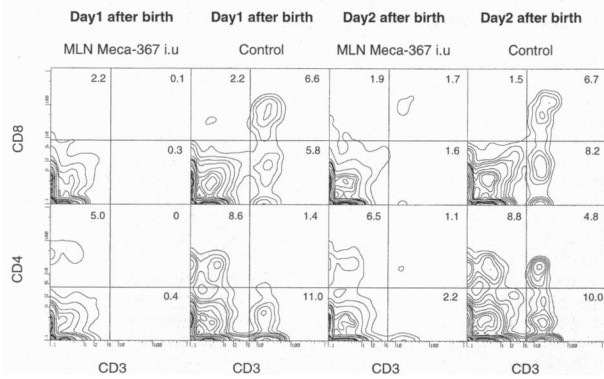 Day1 after birth Day1 after birth Day2 after birth Day2 after birth
MLN Meca-367 i.u Control MLN Meca-367 i.u Control
2.2 0.1 2.2 6.6 1.9 1.7 1.5 6.7
CD8
0.3 5.8 1.6 8.2
5.0 0 8.6 1.4 6.5 1.1 8.8 4.8
CD4
0.4 11.0 2.2 10.0
CD3 CD3 CD3 CD3